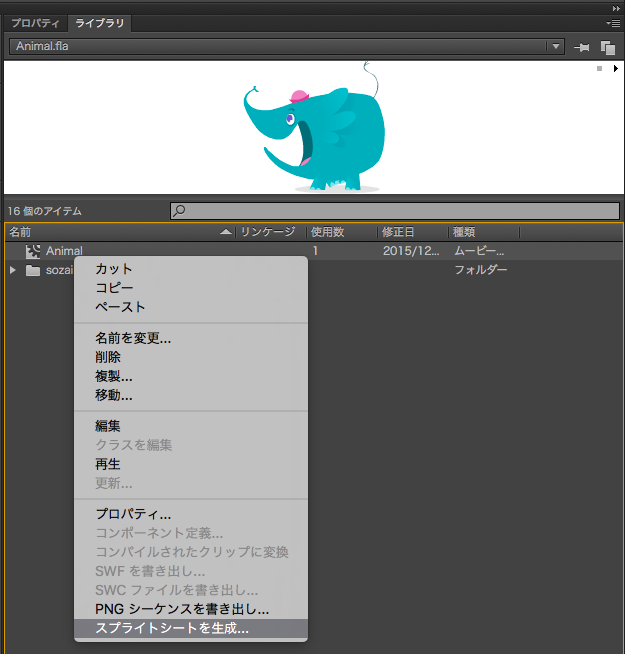 プロパティ ライブラリ
Animal.fla
16 個のアイテム
名前 リンケージ 使用数 修正日 種類
Animal 1 2015/12... ムービー...
sozai フォルダー
カット
コピー
ペースト
名前を変更...
削除
複製...
移動...
編集
クラスを編集
再生
更新...
プロパティ...
コンポーネント定義...
コンパイルされたクリップに変換
SWF を書き出し...
SWC ファイルを書き出し...
PNG シーケンスを書き出し...
スプライトシートを生成...